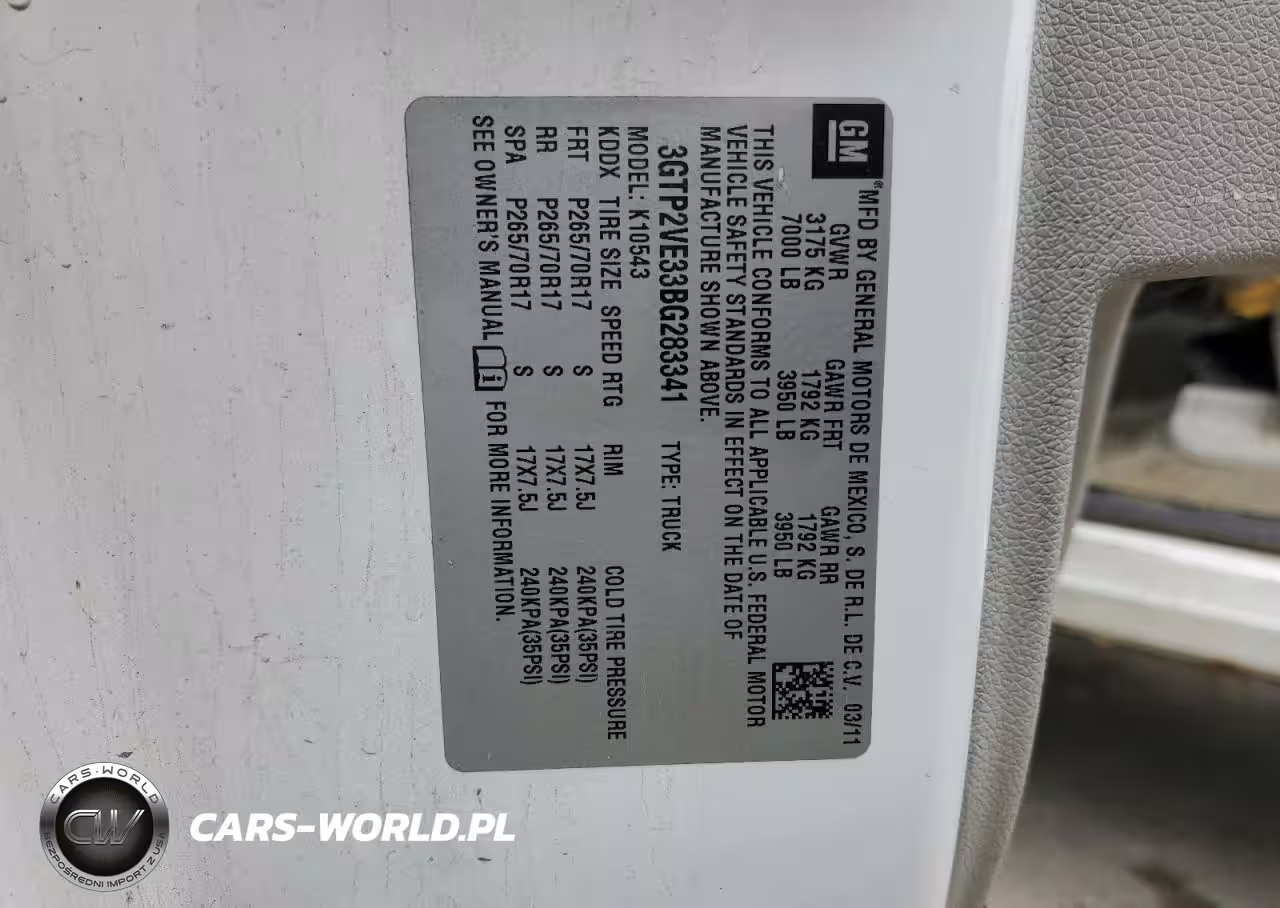 GM
® MFD BY GENERAL MOTORS DE MEXICO, S. DE R.L. DE C.V. 03/11
GVWR GAWR FRT GAWR RR
3175 KG 1792 KG 1792 KG
7000 LB 3950 LB 3950 LB
THIS VEHICLE CONFORMS TO ALL APPLICABLE U.S. FEDERAL MOTOR
VEHICLE SAFETY STANDARDS IN EFFECT ON THE DATE OF
MANUFACTURE SHOWN ABOVE.
3GTP2VE33BG283341 TYPE: TRUCK
MODEL: K10543
KDDX TIRE SIZE SPEED RTG RIM COLD TIRE PRESSURE
FRT P265/70R17 S 17X7.5J 240KPA(35PSI)
RR P265/70R17 S 17X7.5J 240KPA(35PSI)
SPA P265/70R17 S 17X7.5J 240KPA(35PSI)
SEE OWNER'S MANUAL i FOR MORE INFORMATION.
CARS-WORLD
CW
BEZPOŚREDNI IMPORT Z USA
CARS-WORLD.PL